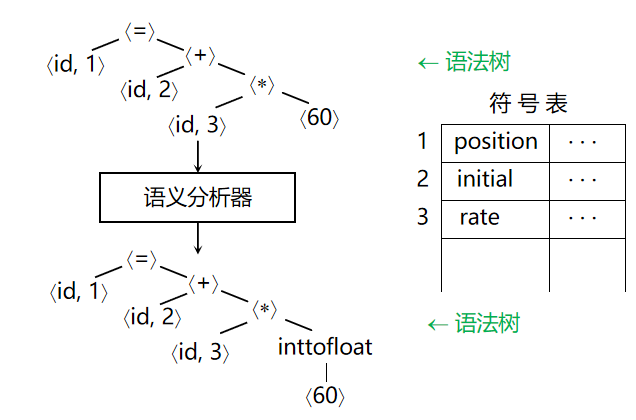 〈=〉
〈id, 1〉
〈+〉
← 语法树
〈id, 2〉
〈*〉
〈id, 3〉
〈60〉
符 号 表
1 position ···
2 initial ···
3 rate ···
语义分析器
〈=〉
〈id, 1〉
〈+〉
〈id, 2〉
〈*〉
← 语法树
〈id, 3〉
inttofloat
〈60〉